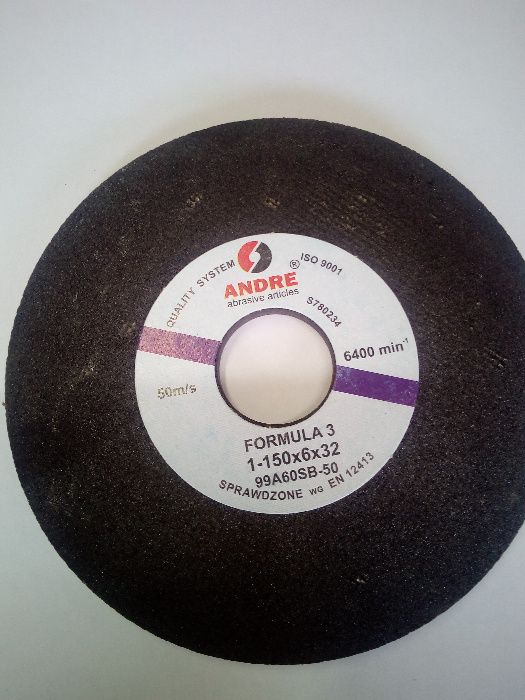 QUALITY SYSTEM ISO 9001
ANDRE®
abrasive articles
S780234
6400 min-1
50m/s
FORMULA 3
1-150x6x32
99A60SB-50
SPRAWDZONE WG EN 12413